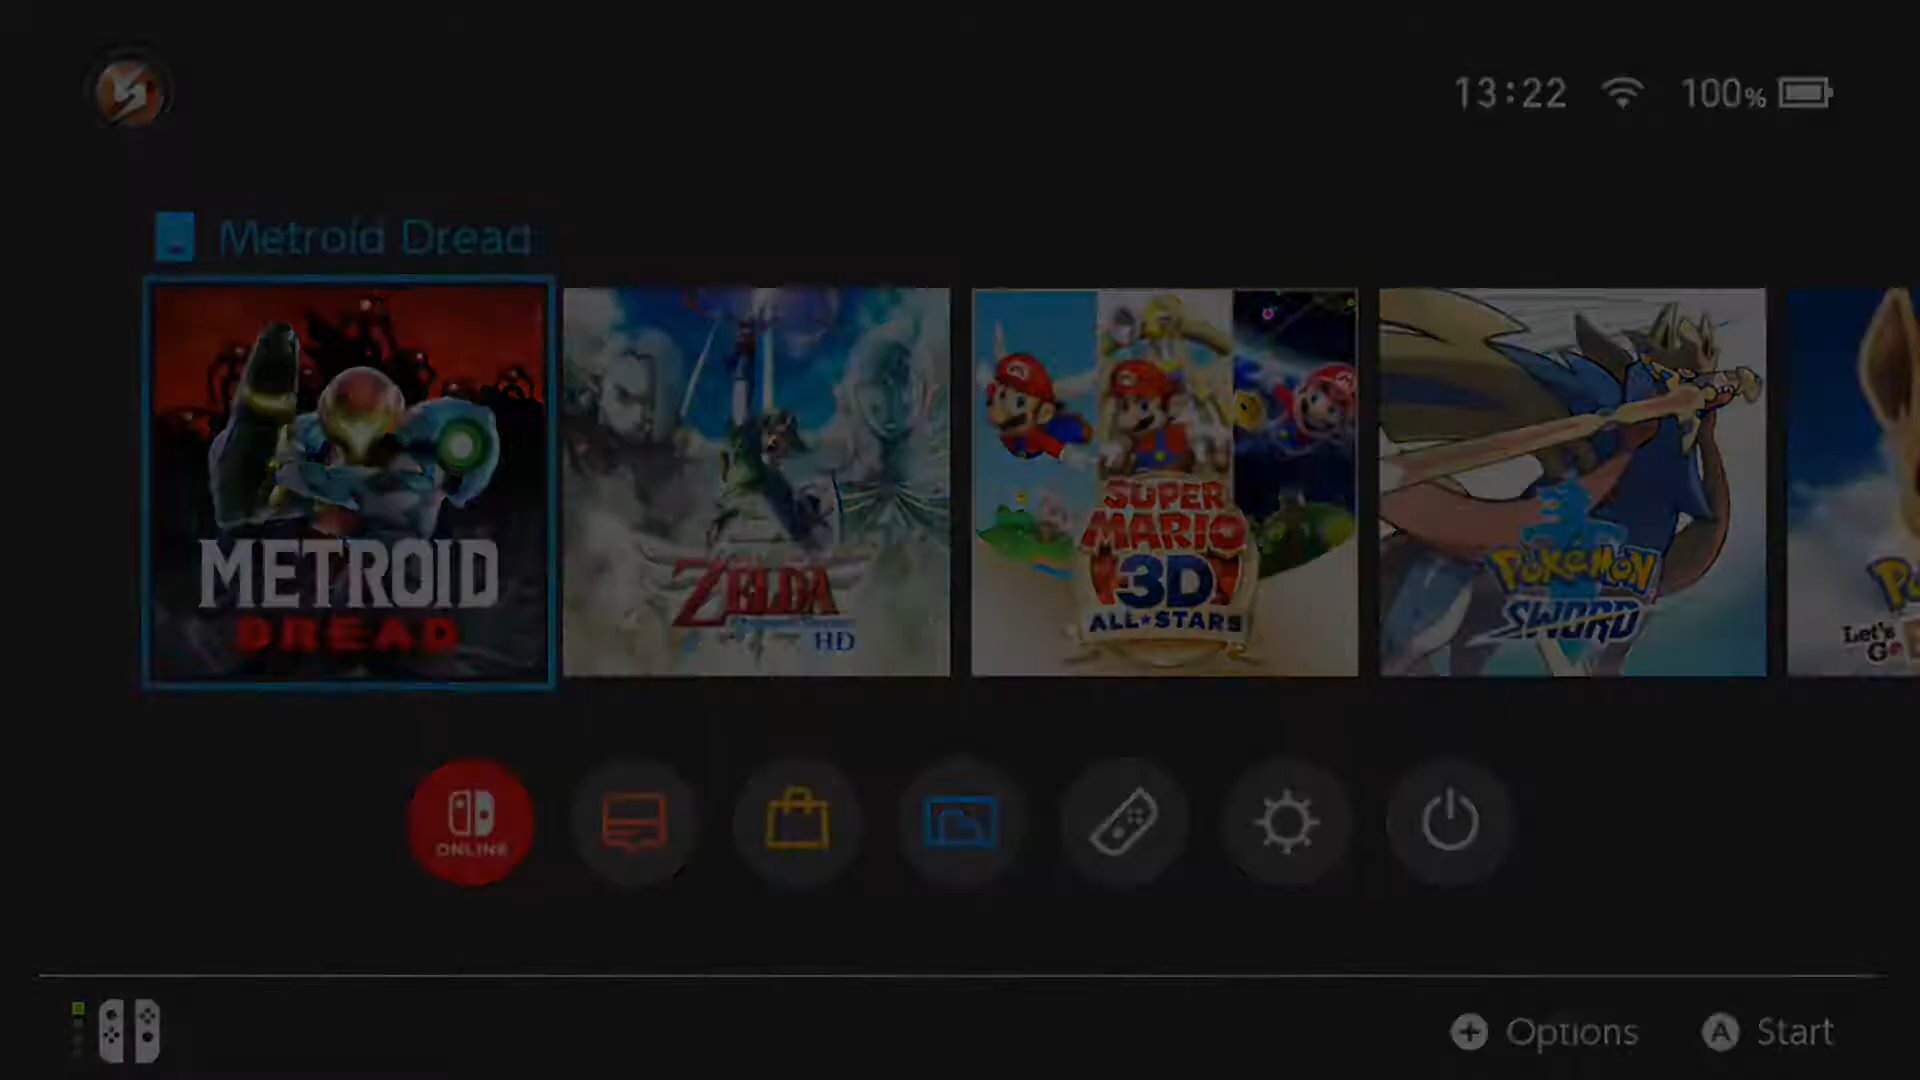 13:22
100%
Metroid Dread
METROID
DREAD
ZELDA
HD
SUPER
MARIO
3D
ALL★STARS
POKÉMON
SWORD
Let's
Go
ONLINE
+ Options
A Start